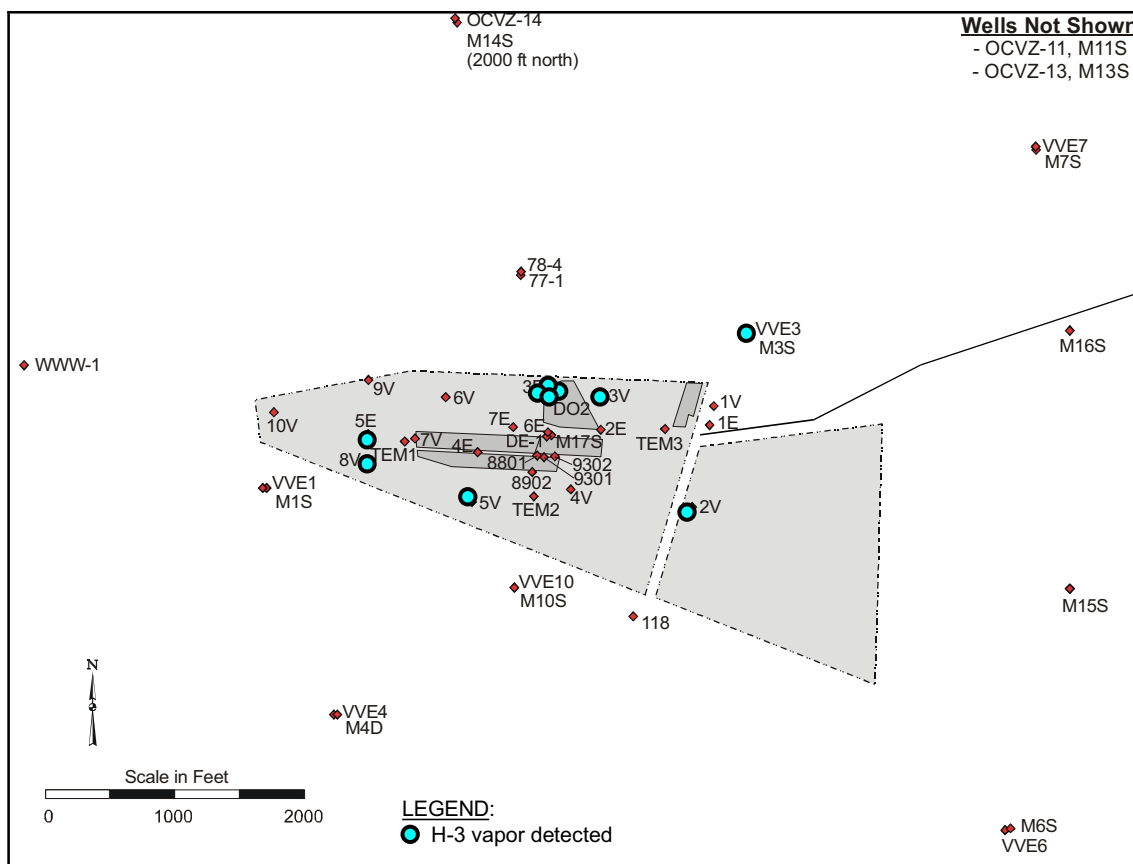 OCVZ-14
M14S
(2000 ft north)
Wells Not Shown
- OCVZ-11, M11S
- OCVZ-13, M13S
VVE7
M7S
78-4
77-1
VVE3
M3S
M16S
WWW-1
9V
6V
DO2
3V
1V
10V
5E
7E
6E
2E
1E
TEM1
7V
4E
DE-1
M17S
TEM3
8V
8801
9302
9301
8902
VVE1
M1S
5V
TEM2
4V
2V
VVE10
M10S
M15S
118
N
VVE4
M4D
Scale in Feet
0
1000
2000
LEGEND:
H-3 vapor detected
M6S
VVE6